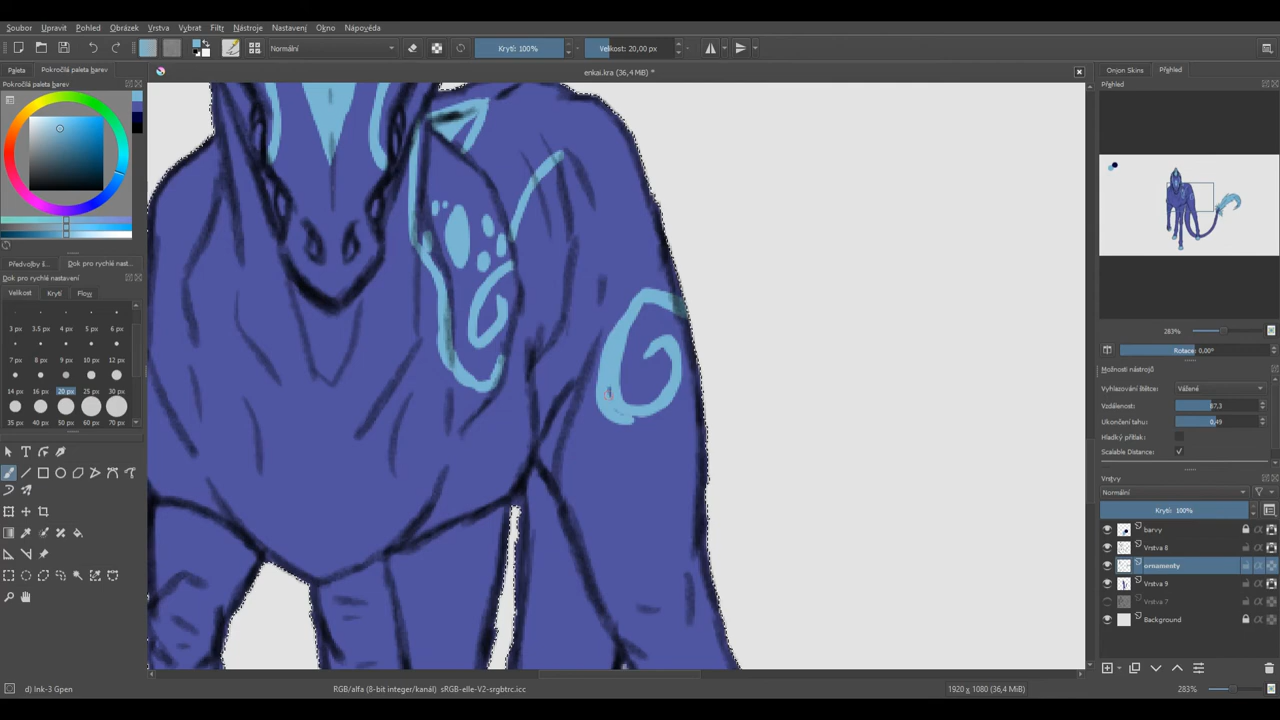 Soubor Upravit Pohled Obrázek Vrstva Vybrat Filtr Nástroje Nastavení Okno Nápověda
Normální Krytí: 100% Velikost: 20,00 px
Paleta Pokročilá paleta barev
Pokročilá paleta barev
enkai.kra (36,4 MiB) *
Onjon Skins Přehled
Přehled
Předvolby š... Dok pro rychlé nast...
Dok pro rychlé nastavení
Velikost Krytí Flow
3 px 3.5 px 4 px 5 px 6 px
7 px 8 px 9 px 10 px 12 px
14 px 16 px 20 px 25 px 30 px
35 px 40 px 50 px 60 px 70 px
172%
Rotace: 0,00°
Možnosti nástrojů
Vyhlazování štětce: Vážené
Vzdálenost: 87,3
Ukončení tahu: 0,49
Hladký přítlak:
Scalable Distance:
Vrstvy
Normální
Krytí: 100%
barvy
Vrstva 8
ornamenty
Vrstva 9
Vrstva 7
Background
d) Ink-3 Gpen
RGB/alfa (8-bit integer/kanál) sRGB-elle-V2-srgbtrc.icc
1920 x 1080 (36,4 MiB)
283%